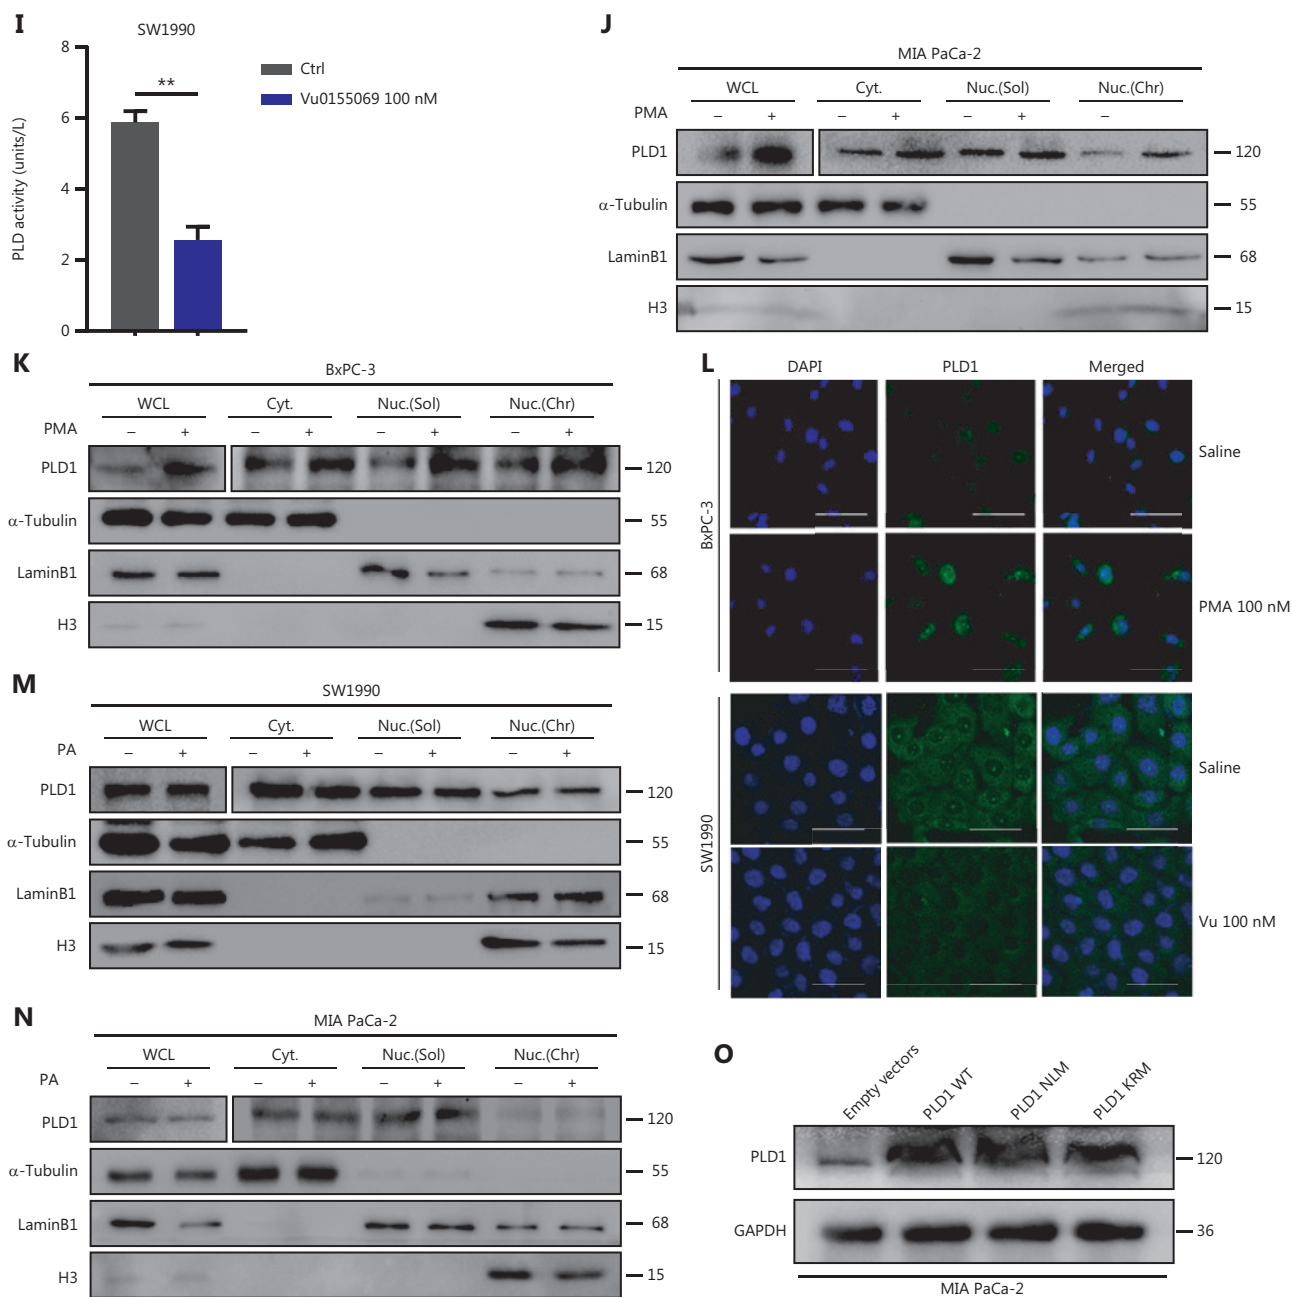 I
SW1990
8
6
4
2
0
PLD activity (units/L)
**
Ctrl
Vu0155069 100 nM
J
MIA PaCa-2
WCL Cyt. Nuc.(Sol) Nuc.(Chr)
PMA – + – + – + –
PLD1 120
α-Tubulin 55
LaminB1 68
H3 15
K
BxPC-3
WCL Cyt. Nuc.(Sol) Nuc.(Chr)
PMA – + – + – + – +
PLD1 120
α-Tubulin 55
LaminB1 68
H3 15
L
DAPI PLD1 Merged
BxPC-3
Saline
PMA 100 nM
SW1990
Saline
Vu 100 nM
M
SW1990
WCL Cyt. Nuc.(Sol) Nuc.(Chr)
PA – + – + – + – +
PLD1 120
α-Tubulin 55
LaminB1 68
H3 15
N
MIA PaCa-2
WCL Cyt. Nuc.(Sol) Nuc.(Chr)
PA – + – + – + – +
PLD1 120
α-Tubulin 55
LaminB1 68
H3 15
O
Empty vectors PLD1 WT PLD1 NLM PLD1 KRM
PLD1 120
GAPDH 36
MIA PaCa-2